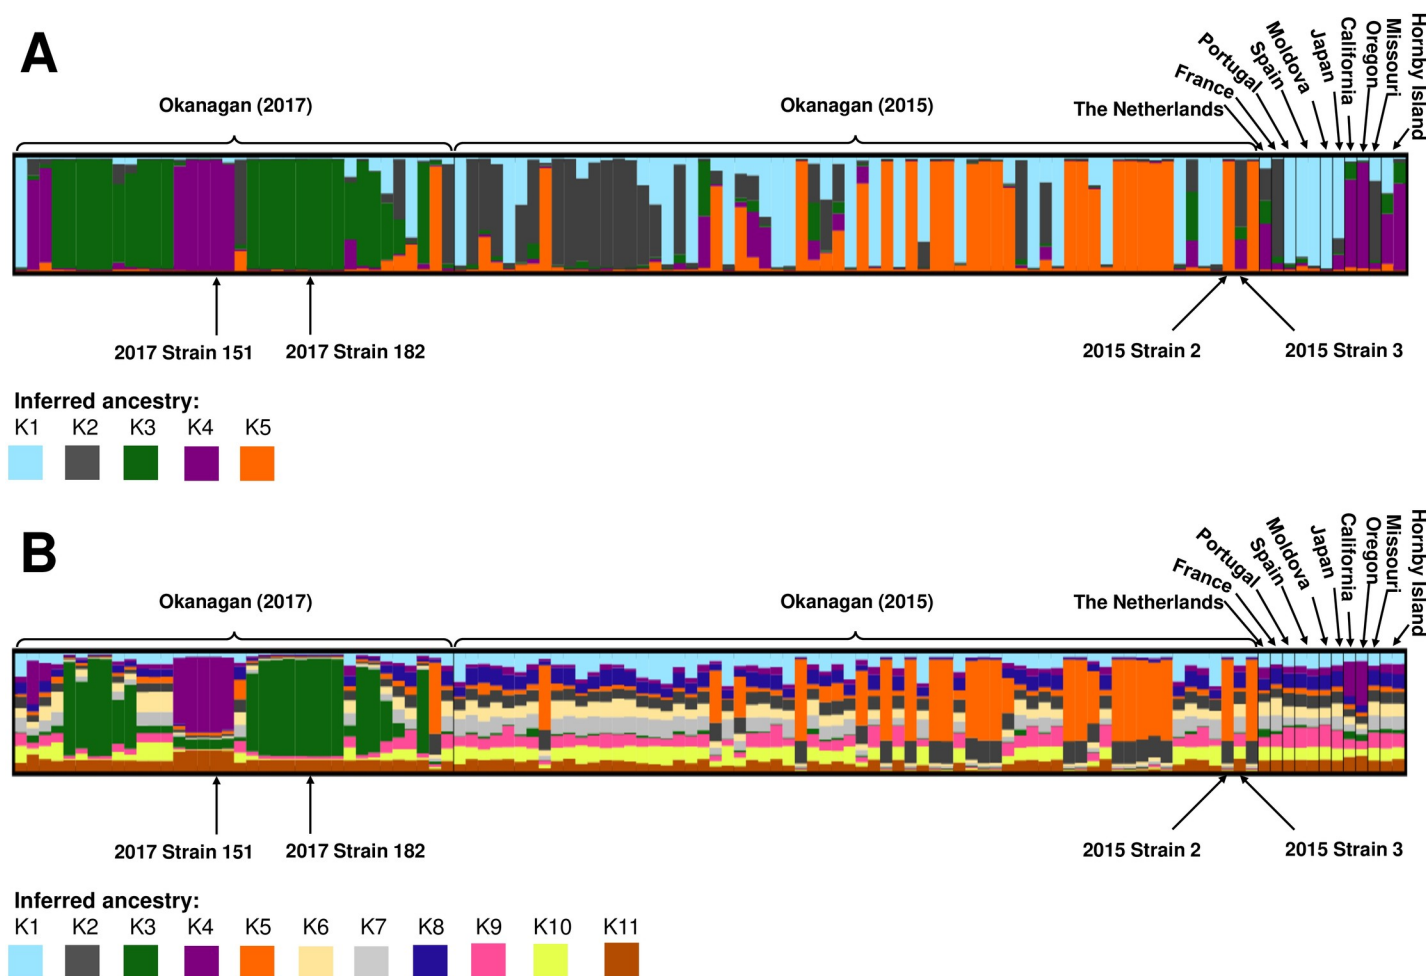 A
Okanagan (2017)
Okanagan (2015)
The Netherlands
France
Portugal
Spain
Moldova
Japan
California
Oregon
Missouri
Hornby Island
2017 Strain 151
2017 Strain 182
2015 Strain 2
2015 Strain 3
Inferred ancestry:
K1 K2 K3 K4 K5
B
Okanagan (2017)
Okanagan (2015)
The Netherlands
France
Portugal
Spain
Moldova
Japan
California
Oregon
Missouri
Hornby Island
2017 Strain 151
2017 Strain 182
2015 Strain 2
2015 Strain 3
Inferred ancestry:
K1 K2 K3 K4 K5 K6 K7 K8 K9 K10 K11